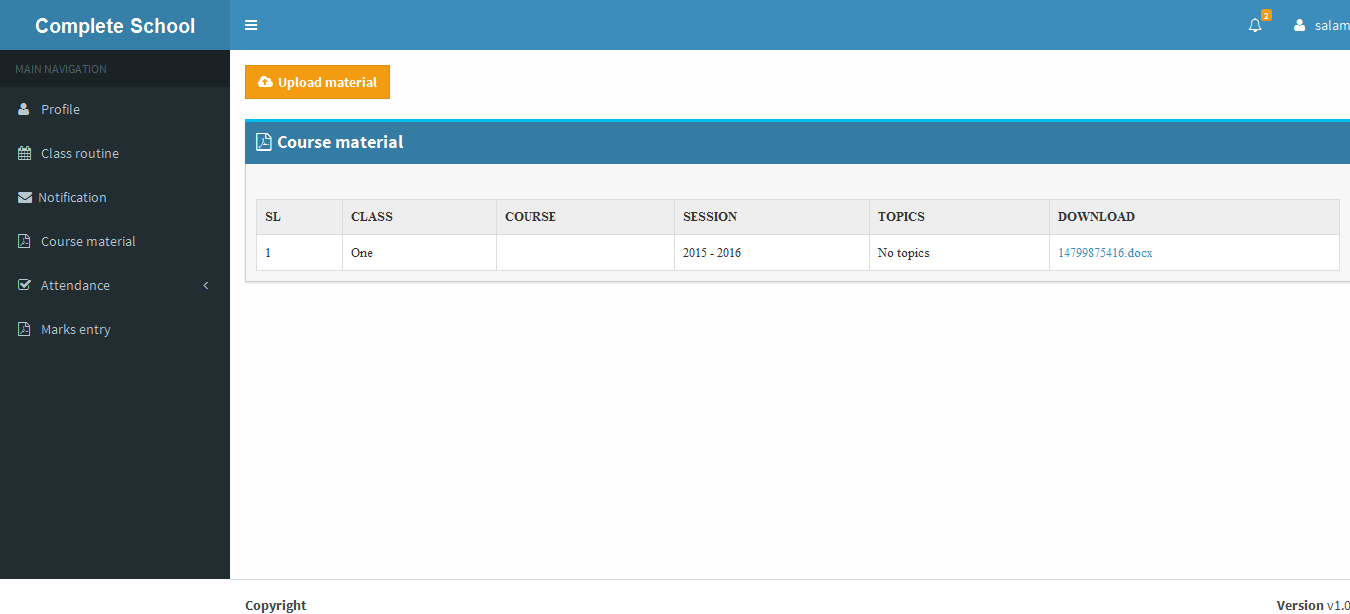 Complete School
2
salam
MAIN NAVIGATION
Upload material
Profile
Class routine
Notification
Course material
Attendance
Marks entry
Course material
SL CLASS COURSE SESSION TOPICS DOWNLOAD
1 One 2015 - 2016 No topics 14799875416.docx
Copyright Version v1.0